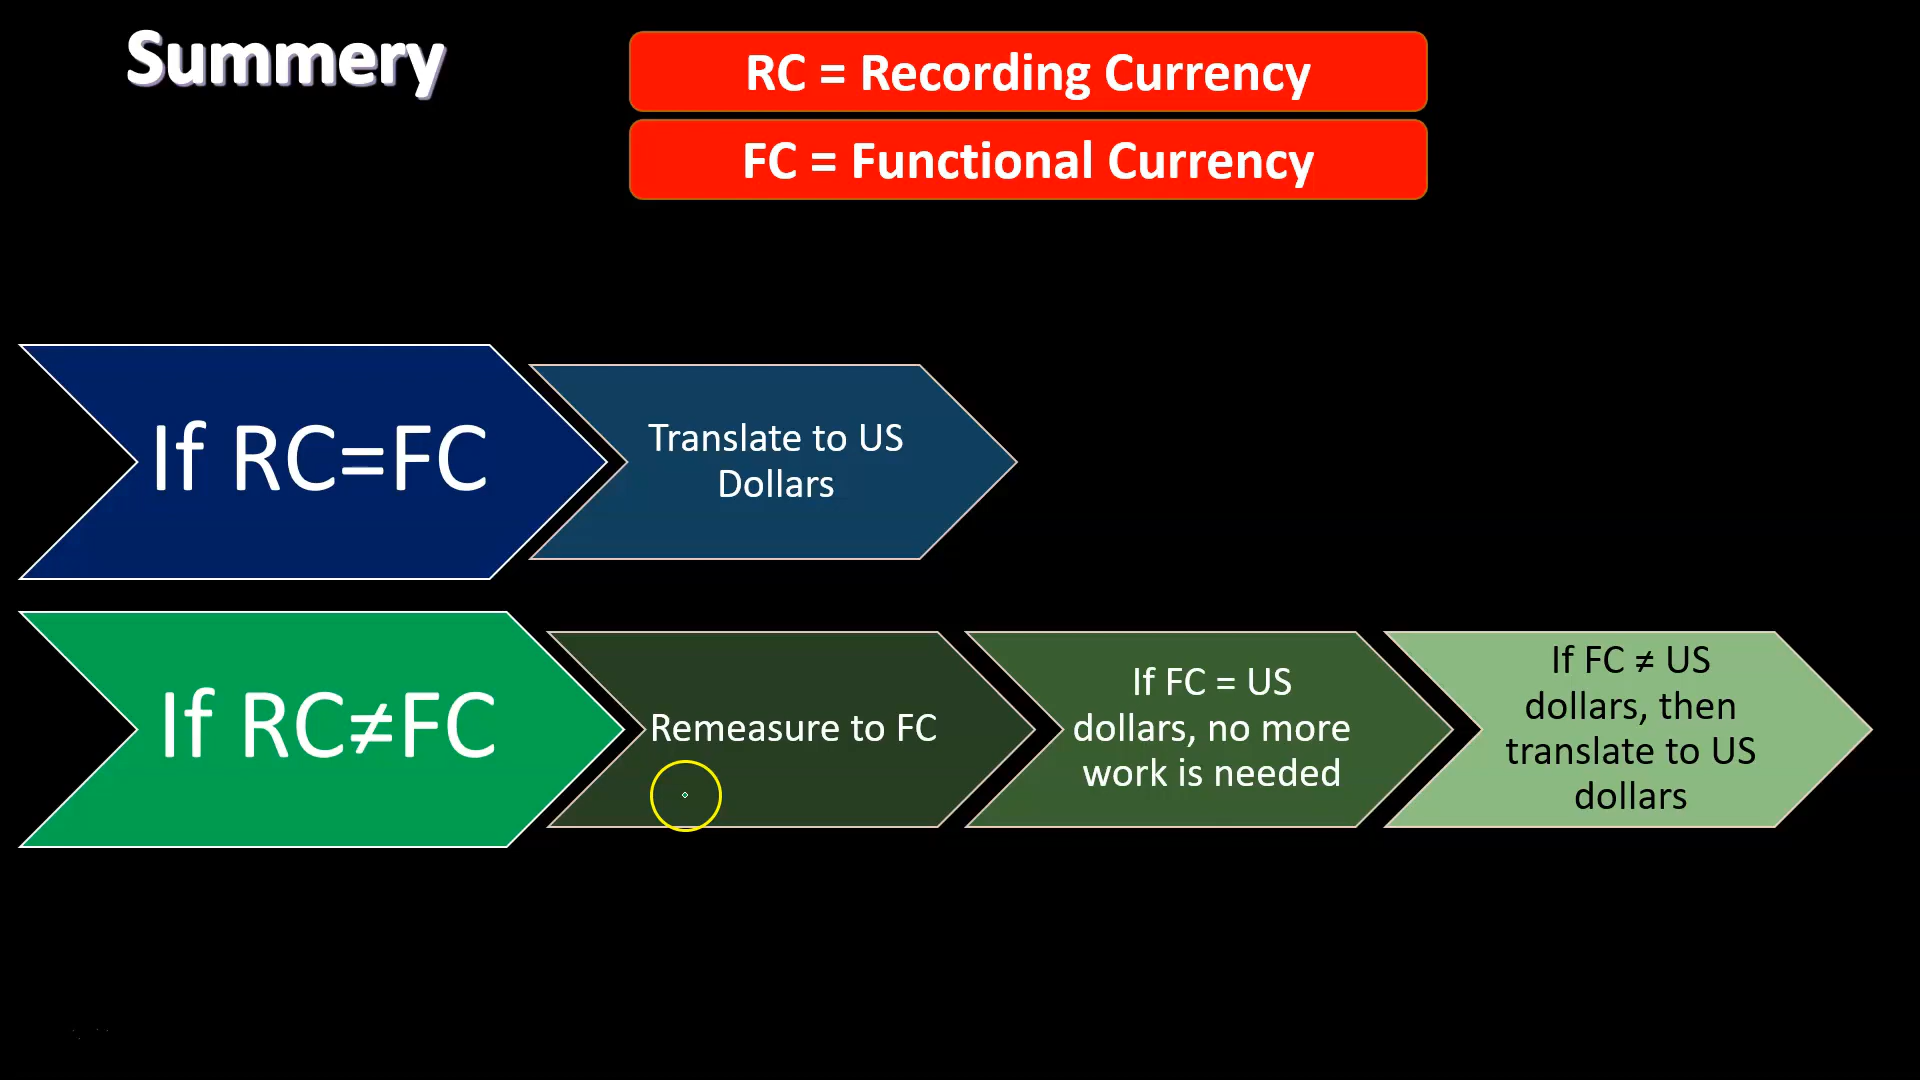 Summery
RC = Recording Currency
FC = Functional Currency
If RC=FC
Translate to US
Dollars
If RC≠FC
Remeasure to FC
If FC = US
dollars, no more
work is needed
If FC ≠ US
dollars, then
translate to US
dollars